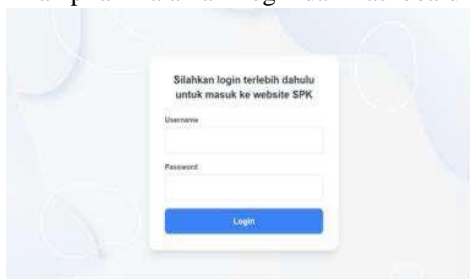 Silahkan login terlebih dahulu
untuk masuk ke website SPK
Username
Password
Login